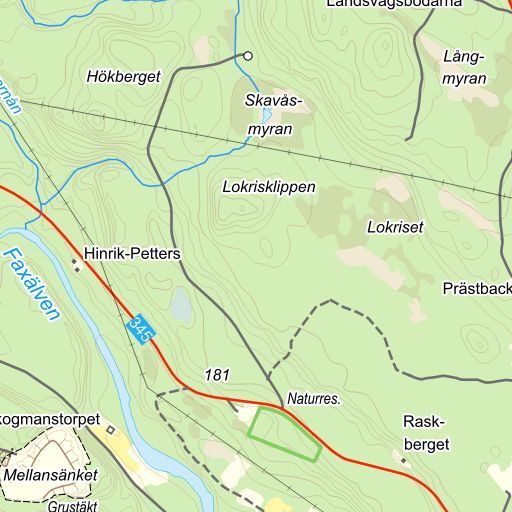 Landsvägsbodarna
Lång-
myran
Hökberget
Skavås-
myran
Lokrisklippen
Lokriset
Hinrik-Petters
Faxälven
Prästback
345
181
Naturres.
kogmanstorpet
Rask-
berget
Mellansänket
Grustäkt